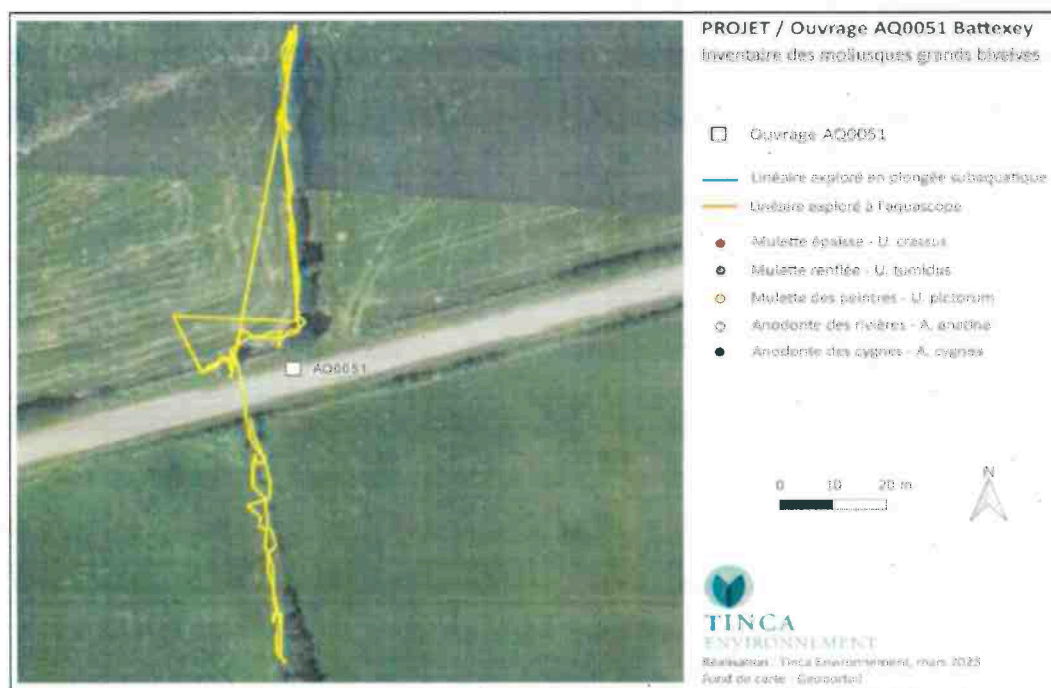 PROJET / Ouvrage AQ0051 Battexey
Inventaire des mollusques grands bivalves
Ouvrage AQ0051
Linéaire exploré en plongée subaquatique
Linéaire exploré à l'aquascope
Mulette épaisse - U. crassus
Mulette renflée - U. tumidus
Mulette des peintres - U. pictorum
Anodonte des rivières - A. anatina
Anodonte des cygnes - A. cygnea
AQ0051
0 10 20 m
N
TINCA
ENVIRONNEMENT
Réalisation : Tinca Environnement, mars 2023
Fond de carte : Géoportail